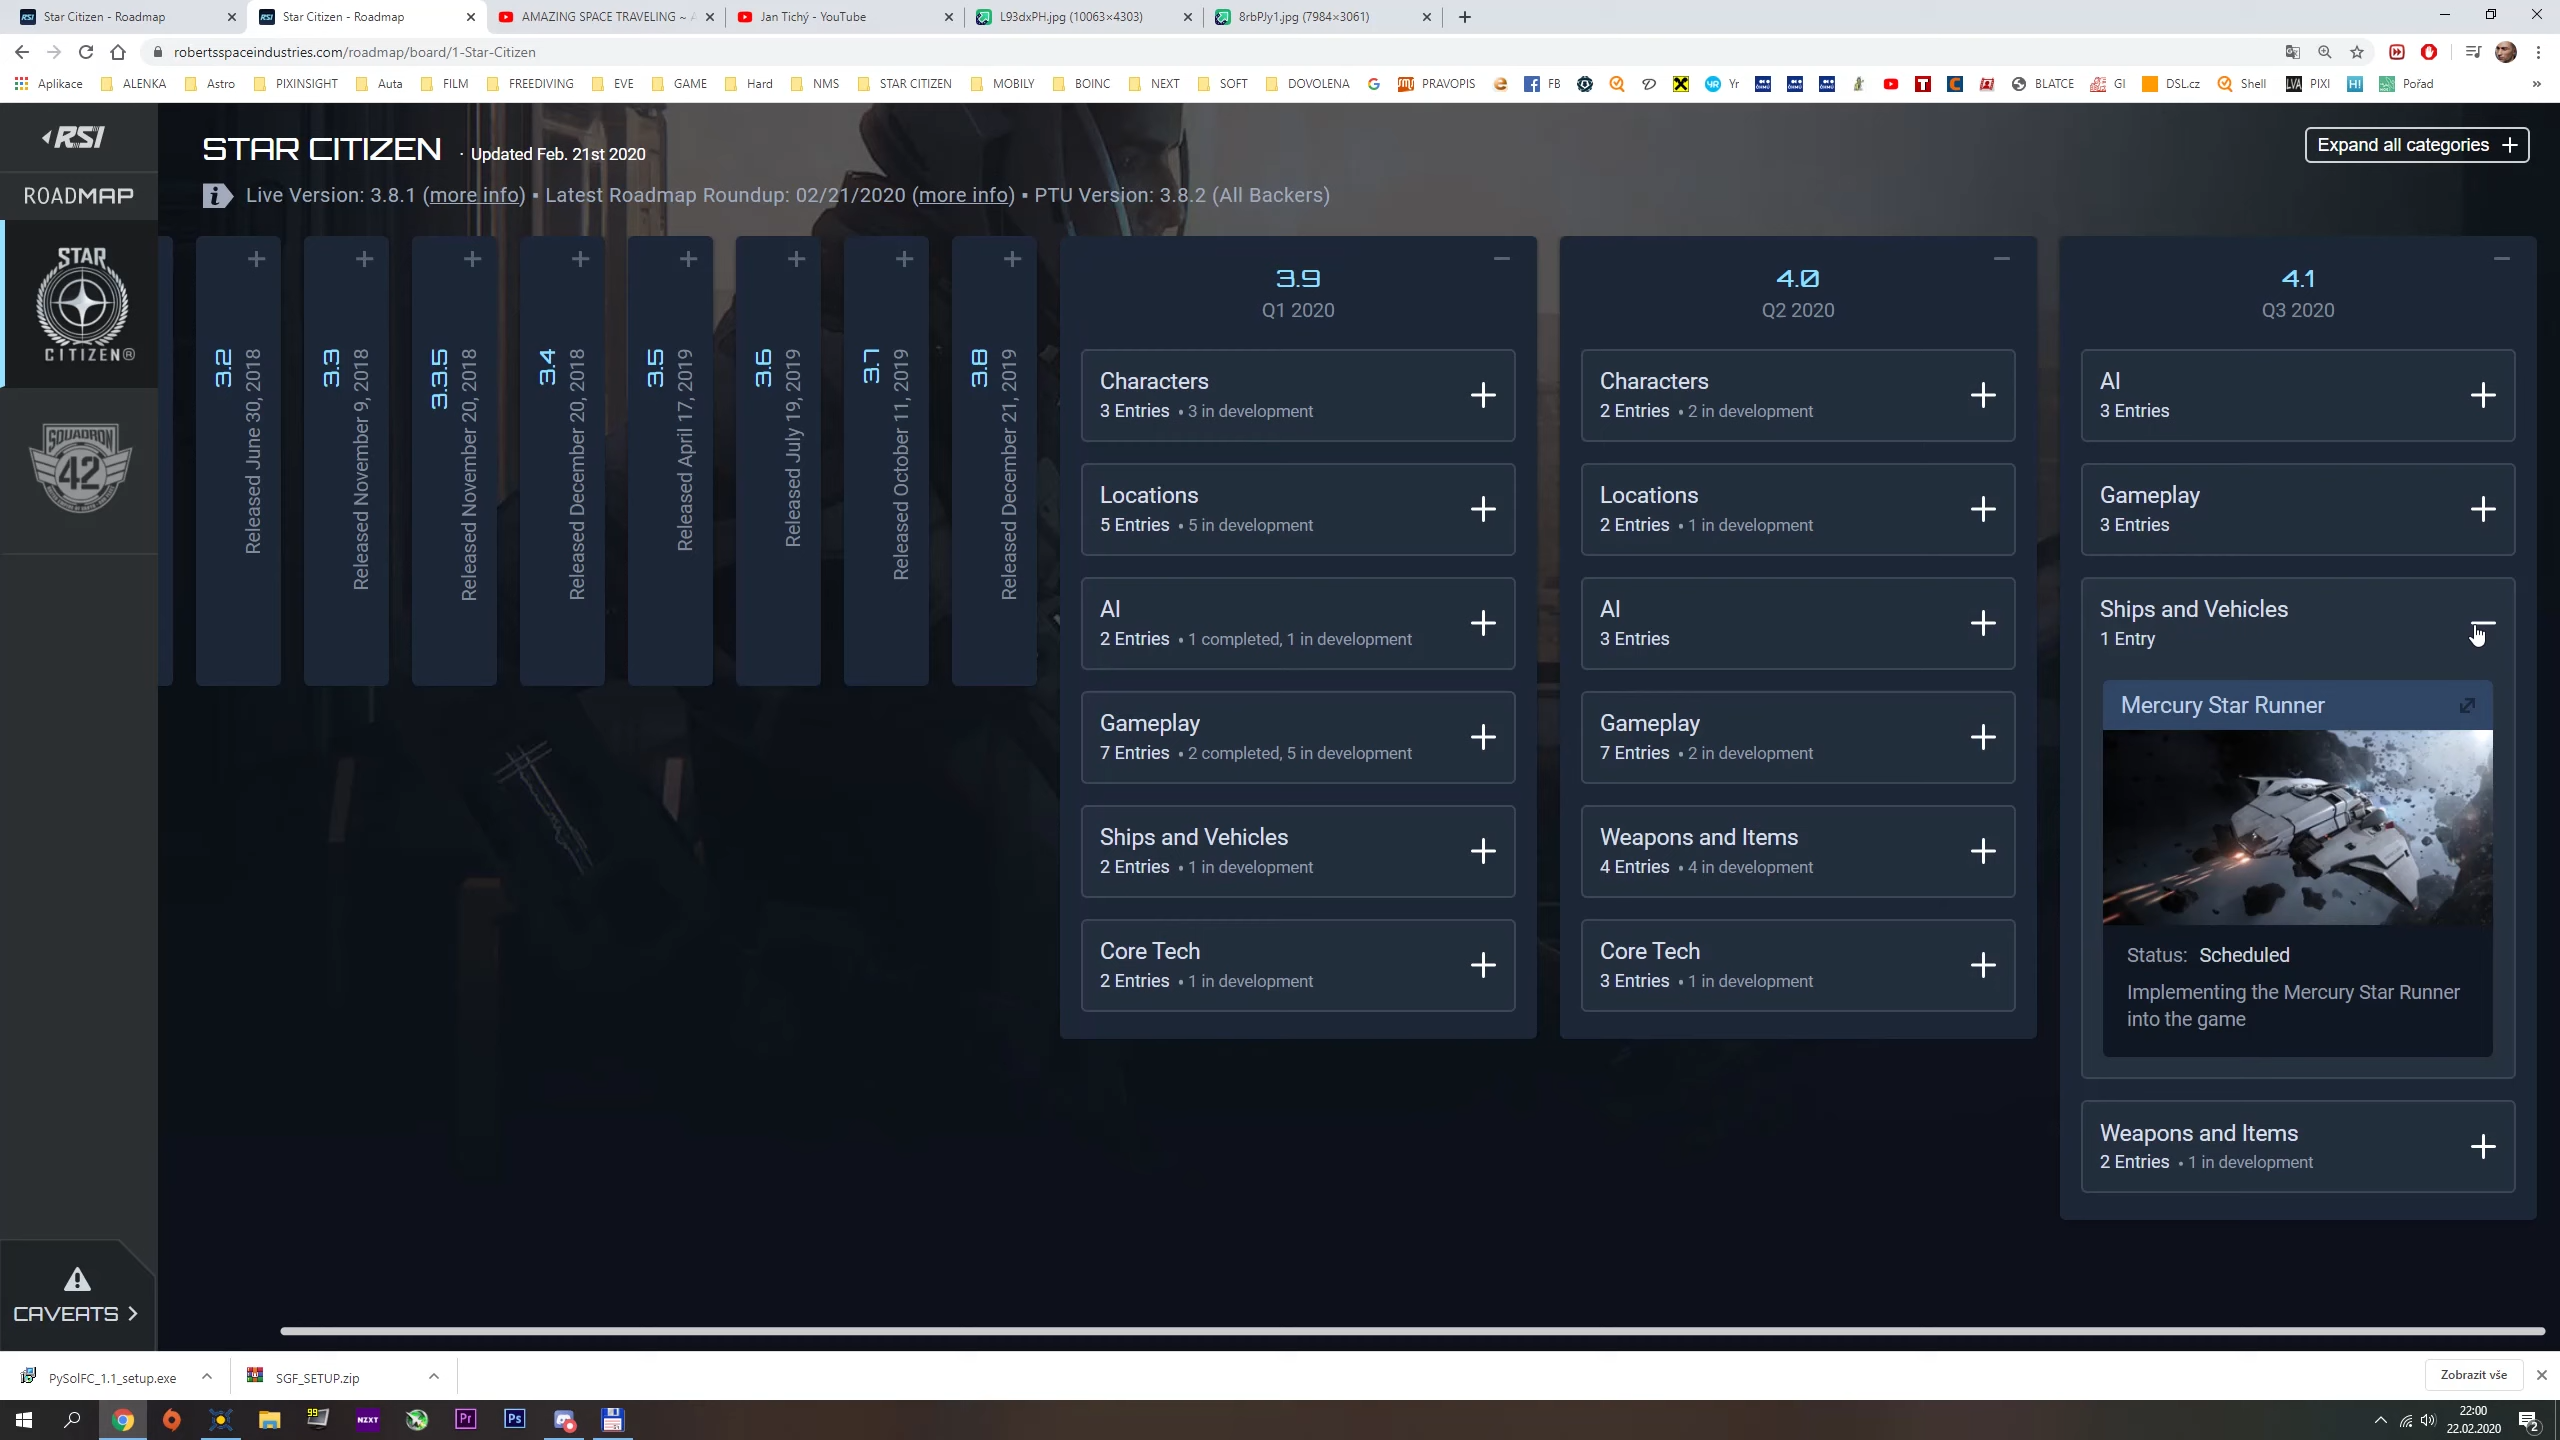 Star Citizen - Roadmap
Star Citizen - Roadmap
AMAZING SPACE TRAVELING ~
Jan Tichý - YouTube
L93dxPH.jpg (10063×4303)
8rbPJy1.jpg (7984×3061)
robertsspaceindustries.com/roadmap/board/1-Star-Citizen
Aplikace ALENKA Astro PIXINSIGHT Auta FILM FREEDIVING EVE GAME Hard NMS STAR CITIZEN MOBILY BOINC NEXT SOFT DOVOLENA PRAVOPIS FB Yr BLATCE GI DSL.cz Shell PIXI Pořad
RSI
ROADMAP
STAR
CITIZEN®
SQUADRON
42
CAVEATS
STAR CITIZEN · Updated Feb. 21st 2020
Expand all categories
Live Version: 3.8.1 (more info) • Latest Roadmap Roundup: 02/21/2020 (more info) • PTU Version: 3.8.2 (All Backers)
3.2
Released June 30, 2018
3.3
Released November 9, 2018
3.3.5
Released November 20, 2018
3.4
Released December 20, 2018
3.5
Released April 17, 2019
3.6
Released July 19, 2019
3.7
Released October 11, 2019
3.8
Released December 21, 2019
3.9
Q1 2020
Characters
3 Entries • 3 in development
Locations
5 Entries • 5 in development
AI
2 Entries • 1 completed, 1 in development
Gameplay
7 Entries • 2 completed, 5 in development
Ships and Vehicles
2 Entries • 1 in development
Core Tech
2 Entries • 1 in development
4.0
Q2 2020
Characters
2 Entries • 2 in development
Locations
2 Entries • 1 in development
AI
3 Entries
Gameplay
7 Entries • 2 in development
Weapons and Items
4 Entries • 4 in development
Core Tech
3 Entries • 1 in development
4.1
Q3 2020
AI
3 Entries
Gameplay
3 Entries
Ships and Vehicles
1 Entry
Mercury Star Runner
Status: Scheduled
Implementing the Mercury Star Runner
into the game
Weapons and Items
2 Entries • 1 in development
PySolFC_1.1_setup.exe
SGF_SETUP.zip
Zobrazit vše
99
NZXT
Pr
Ps
22:00
22.02.2020
2